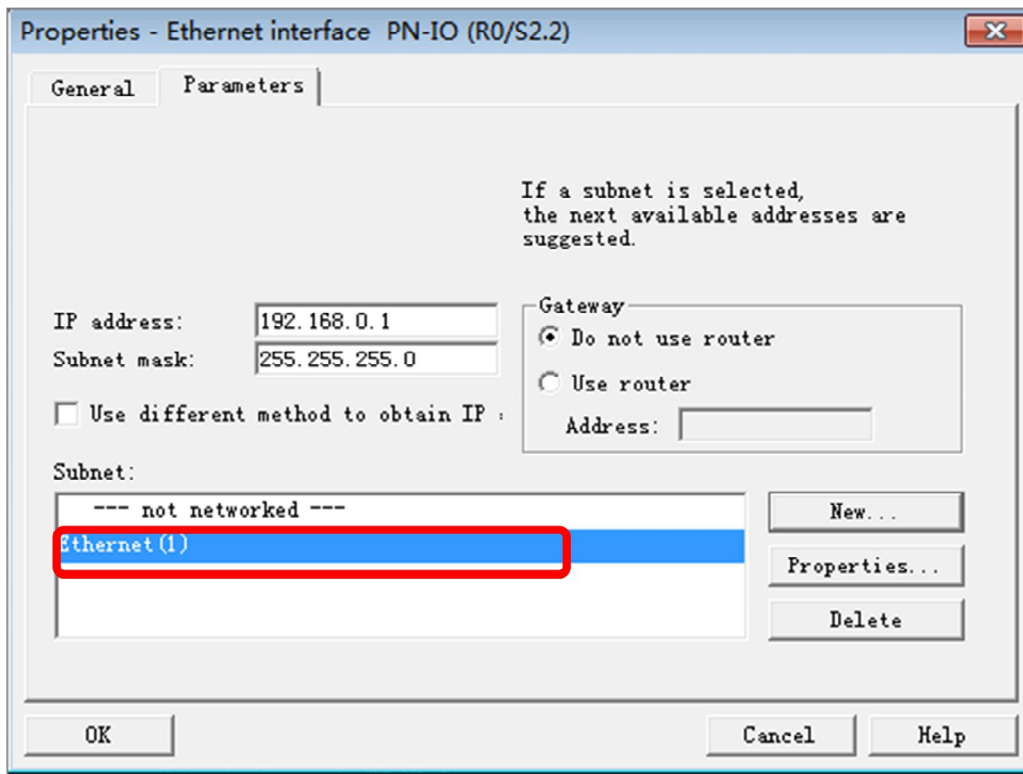 Properties - Ethernet interface PN-IO (R0/S2.2)
General
Parameters
If a subnet is selected,
the next available addresses are
suggested.
IP address:
192.168.0.1
Subnet mask:
255.255.255.0
Gateway
Do not use router
Use router
Address:
Use different method to obtain IP
Subnet:
--- not networked ---
Ethernet(1)
New...
Properties...
Delete
OK
Cancel
Help